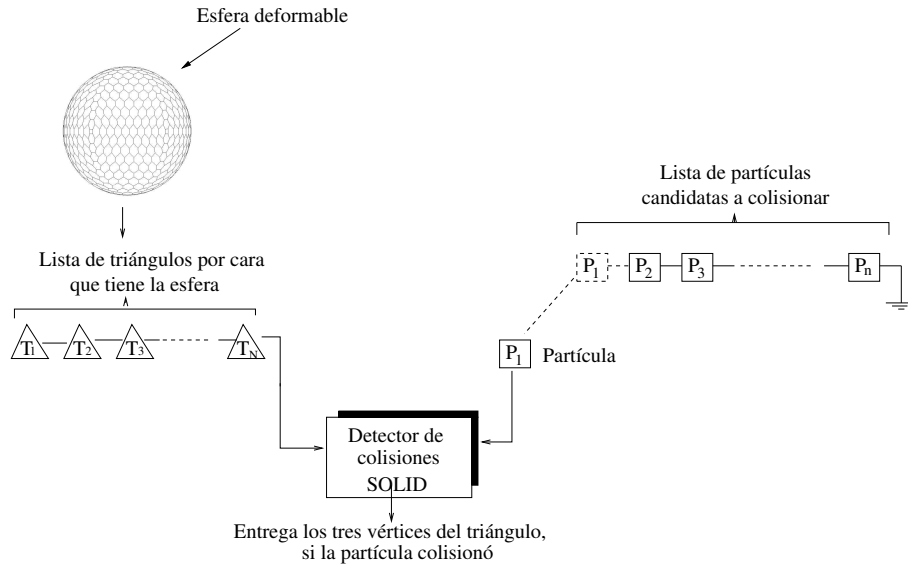 Esfera deformable
Lista de partículas
candidatas a colisionar
Lista de triángulos por cara
que tiene la esfera
P1 P2 P3 Pn
T1 T2 T3 TN
P1 Partícula
Detector de
colisiones
SOLID
Entrega los tres vértices del triángulo,
si la partícula colisionó